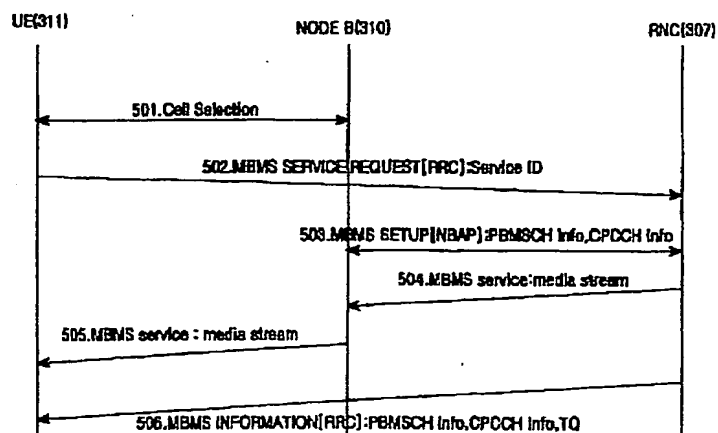 UE(311)
NODE B(310)
RNC(307)
501.Cell Selection
502.MBMS SERVICE REQUEST[RRC]:Service ID
503.MBMS SETUP[NBAP]:PBMSCH Info,CPCCH Info
504.MBMS service:media stream
505.MBMS service : media stream
506.MBMS INFORMATION[RRC]:PBMSCH Info,CPCCH Info,TQ